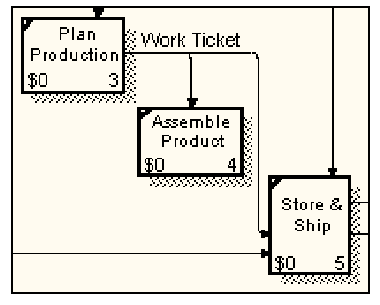 Plan
Production
$0 3
Work Ticket
Assemble
Product
$0 4
Store &
Ship
$0 5